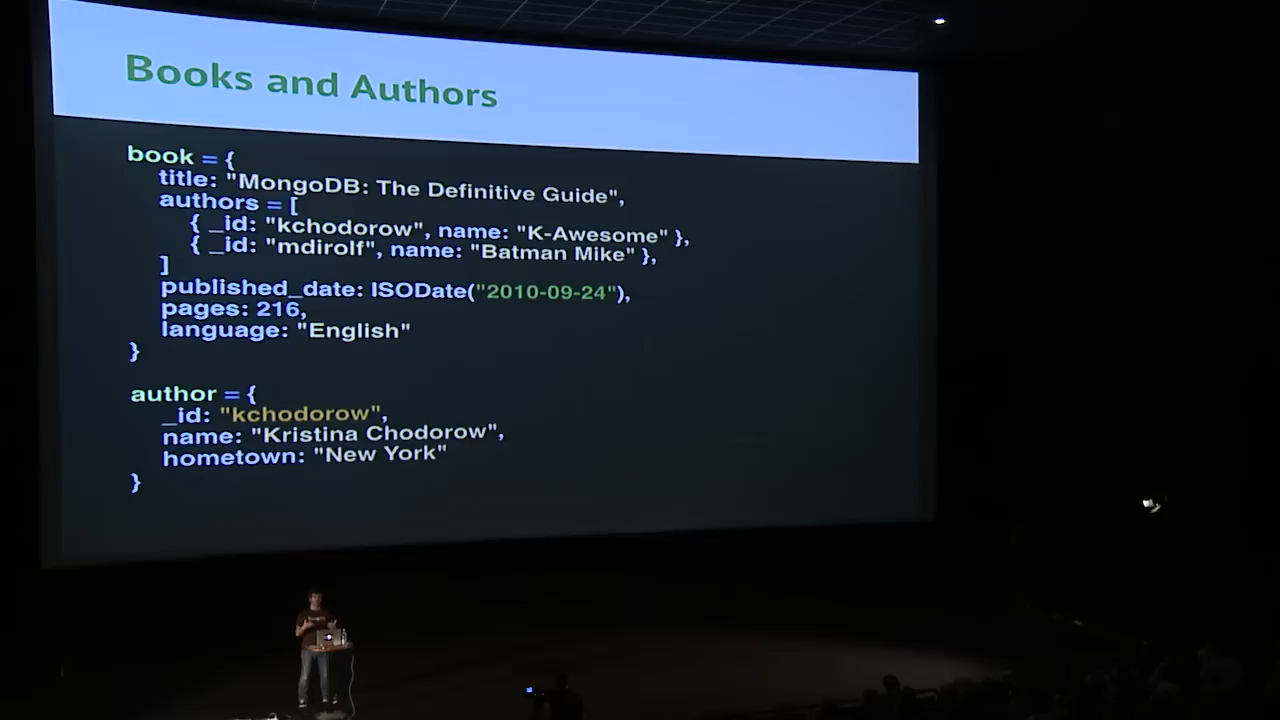 Books and Authors
book = {
title: "MongoDB: The Definitive Guide",
authors = [
{ _id: "kchodorow", name: "K-Awesome" },
{ _id: "mdirolf", name: "Batman Mike" },
]
published_date: ISODate("2010-09-24"),
pages: 216,
language: "English"
}
author = {
_id: "kchodorow",
name: "Kristina Chodorow",
hometown: "New York"
}